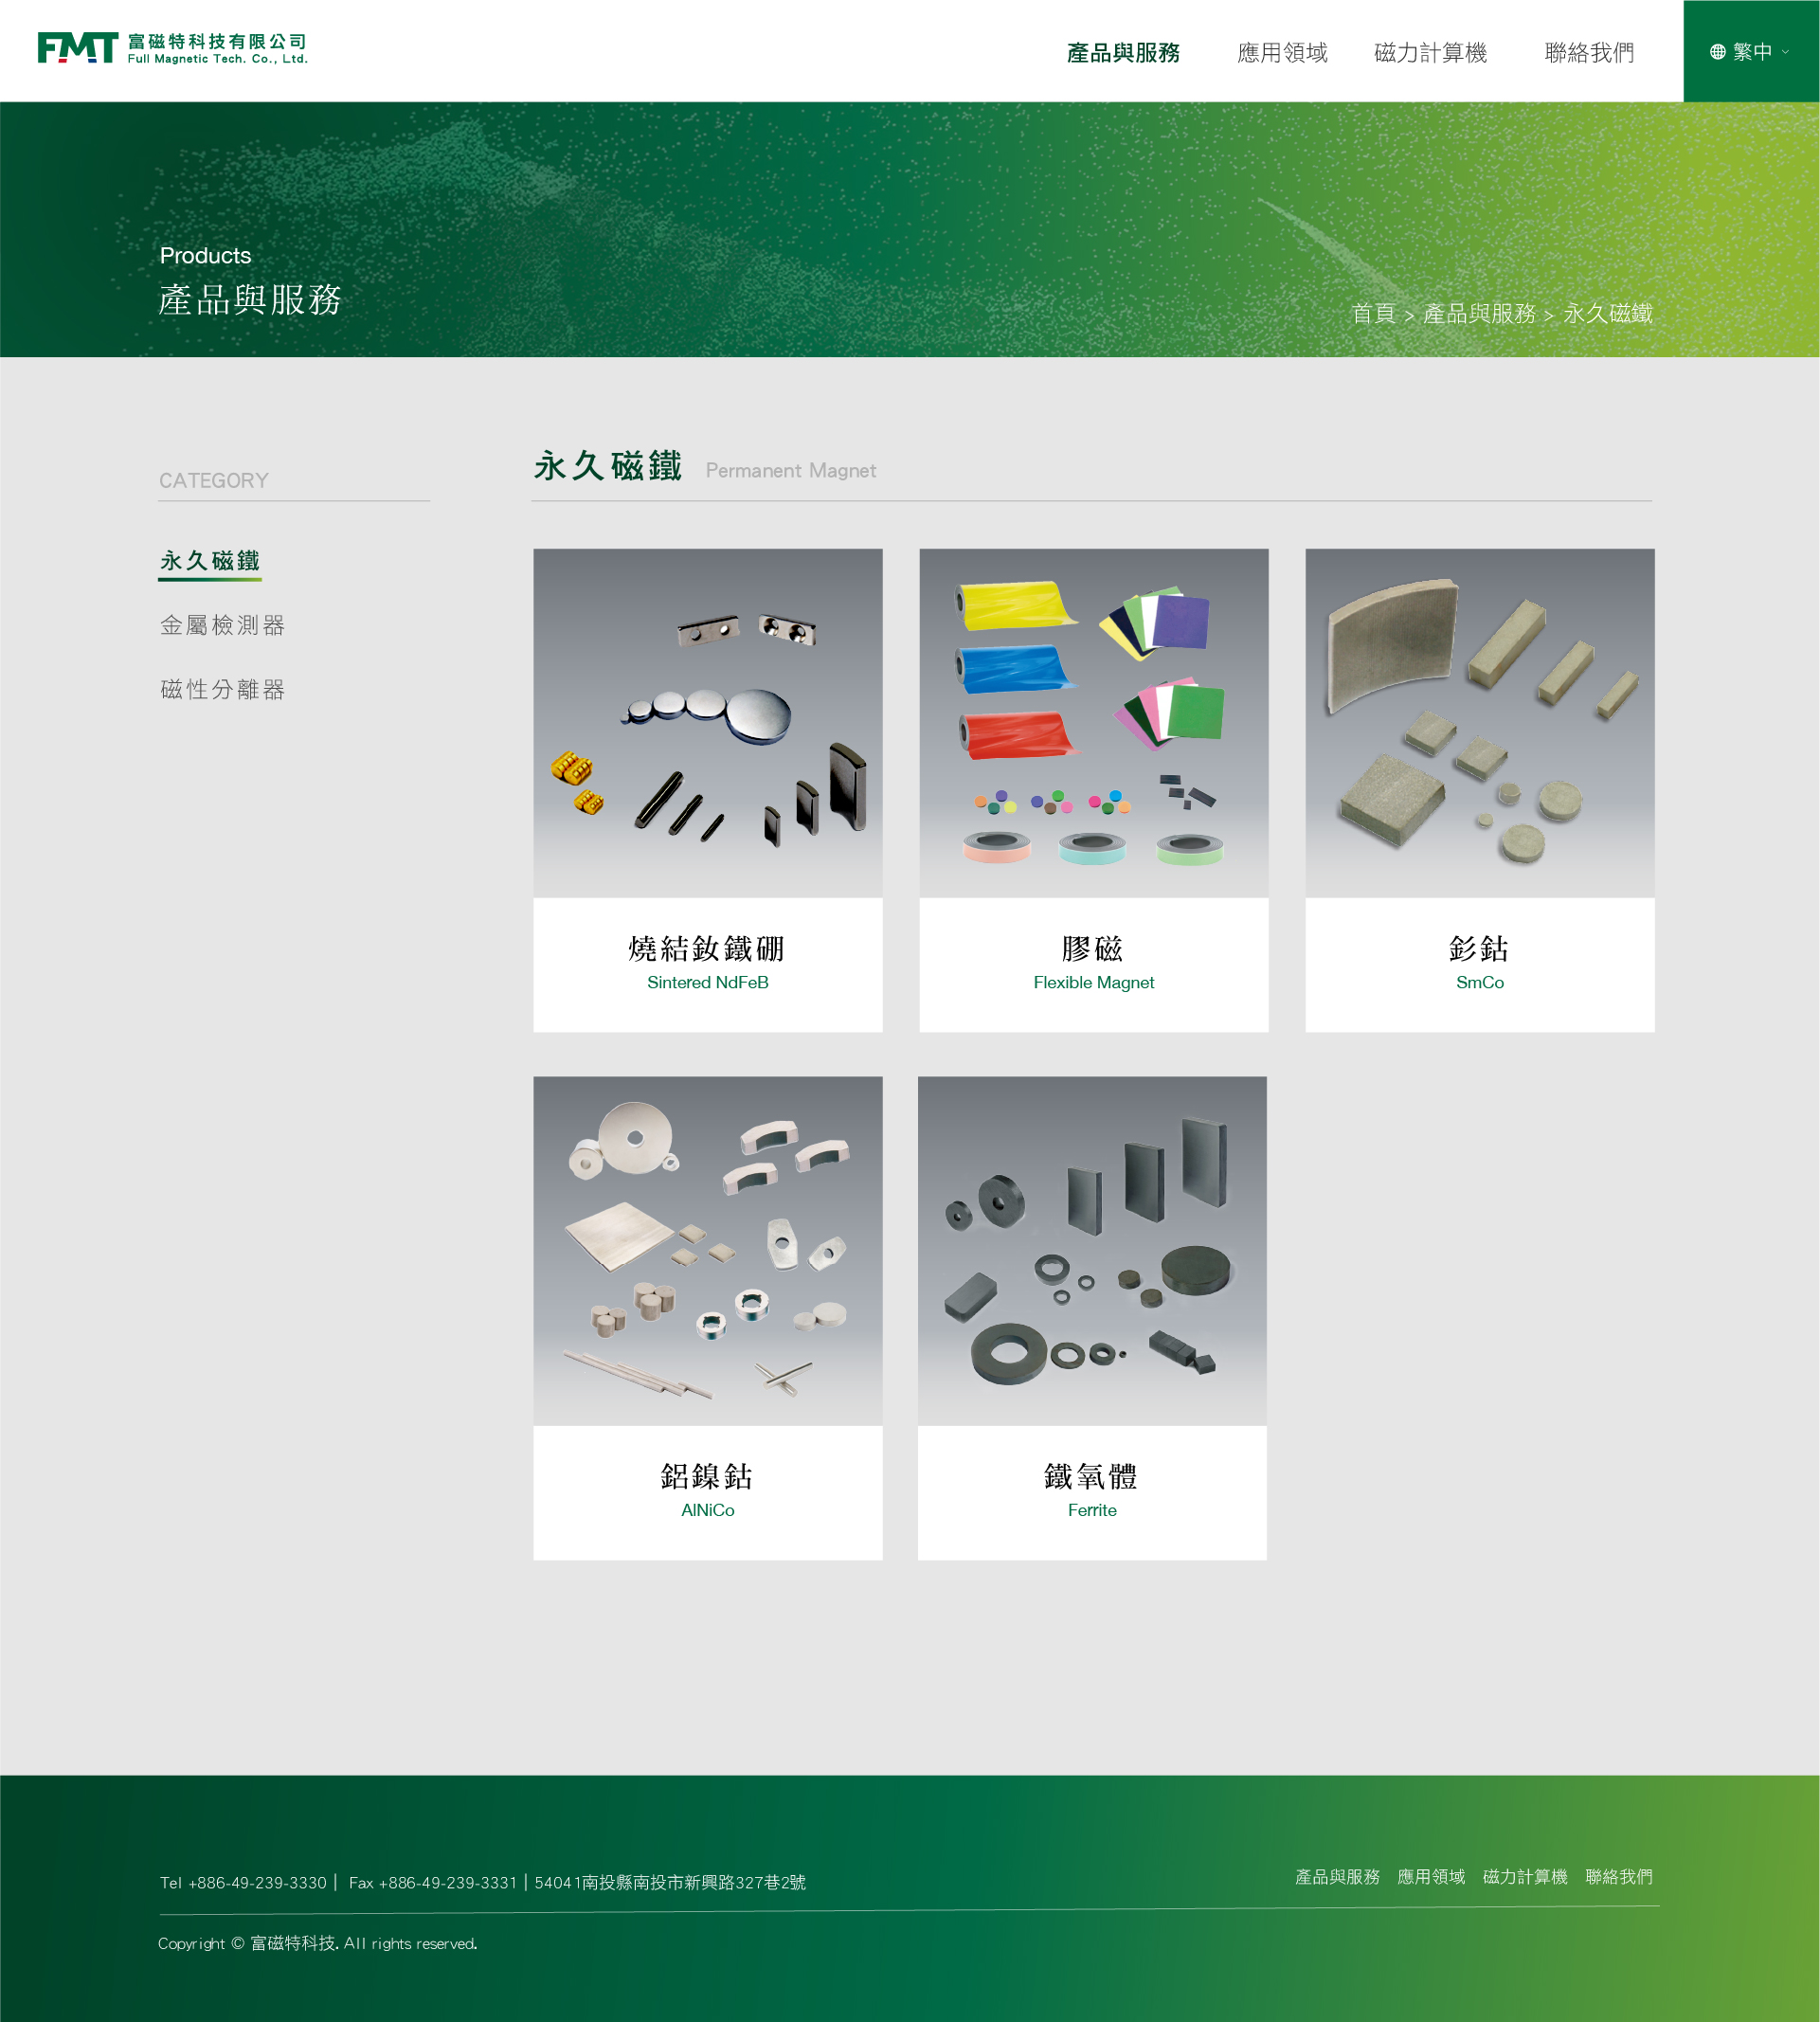 FMT 富磁特科技有限公司
Full Magnetic Tech. Co., Ltd.
產品與服務 應用領域 磁力計算機 聯絡我們 繁中
Products
產品與服務
首頁 > 產品與服務 > 永久磁鐵
CATEGORY
永久磁鐵
金屬檢測器
磁性分離器
永久磁鐵 Permanent Magnet
燒結釹鐵硼
Sintered NdFeB
膠磁
Flexible Magnet
釤鈷
SmCo
鋁鎳鈷
AlNiCo
鐵氧體
Ferrite
Tel +886-49-239-3330 | Fax +886-49-239-3331 | 54041南投縣南投市新興路327巷2號
產品與服務 應用領域 磁力計算機 聯絡我們
Copyright © 富磁特科技. All rights reserved.